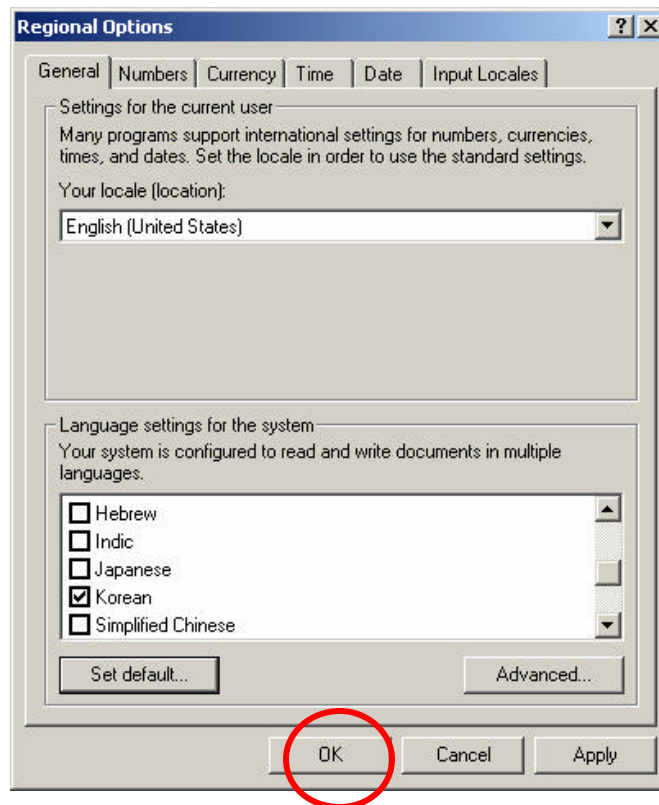 Regional Options
General Numbers Currency Time Date Input Locales
Settings for the current user
Many programs support international settings for numbers, currencies,
times, and dates. Set the locale in order to use the standard settings.
Your locale (location):
English (United States)
Language settings for the system
Your system is configured to read and write documents in multiple
languages.
Hebrew
Indic
Japanese
Korean
Simplified Chinese
Set default... Advanced...
OK Cancel Apply